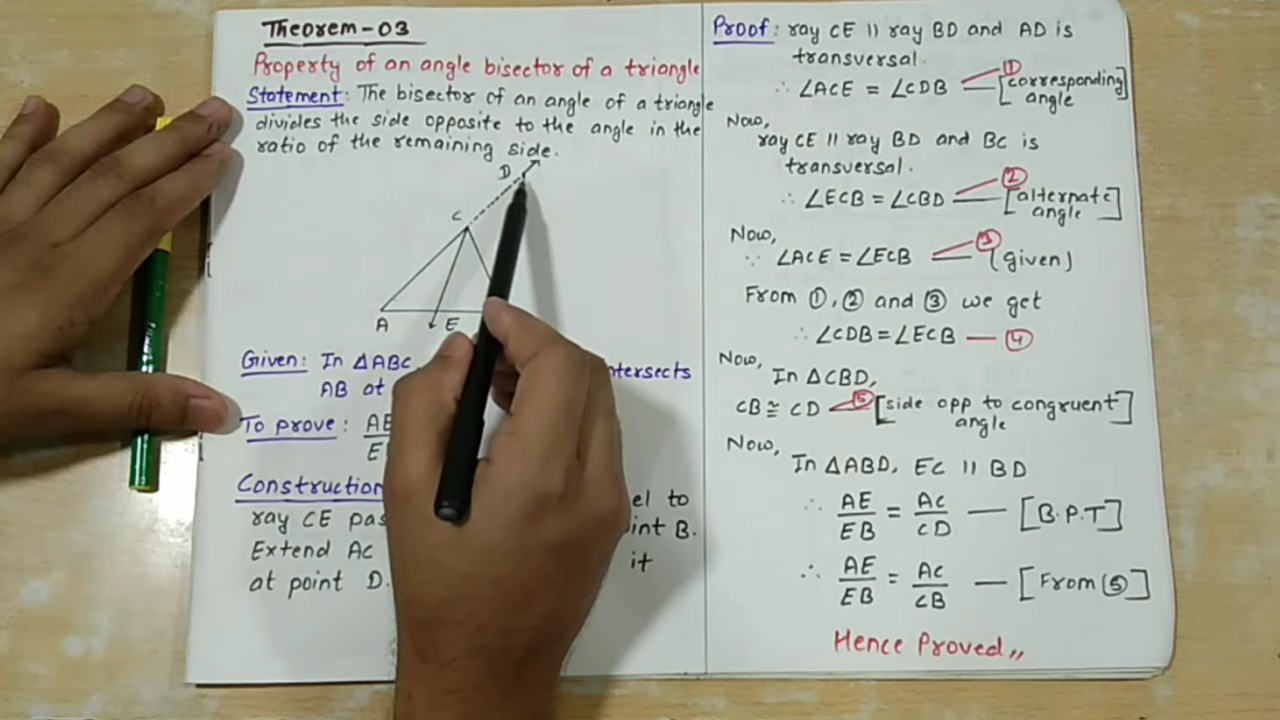 Theorem-03
Property of an angle bisector of a triangle
Statement: The bisector of an angle of a triangle
divides the side opposite to the angle in the
ratio of the remaining side.
D
C
A
E
Given: In ΔABC
ntersects
AB at
To prove: AE
E
Construction
el to
ray CE pas
int B.
Extend AC
it
at point D.
Proof: ray CE || ray BD and AD is
transversal.
∴ ∠ACE = ∠CDB — ① [corresponding
angle]
Now,
ray CE || ray BD and BC is
transversal.
∴ ∠ECB = ∠CBD — ② [alternate
angle]
Now,
∵ ∠ACE = ∠ECB — ③ (given)
From ①, ② and ③ we get
∴ ∠CDB = ∠ECB — ④
Now,
In ΔCBD,
CB ≅ CD — ⑤ [side opp to congruent
angle]
Now,
In ΔABD, EC || BD
∴ AE/EB = AC/CD — [B.P.T]
∴ AE/EB = AC/CB — [From ⑤]
Hence Proved,,